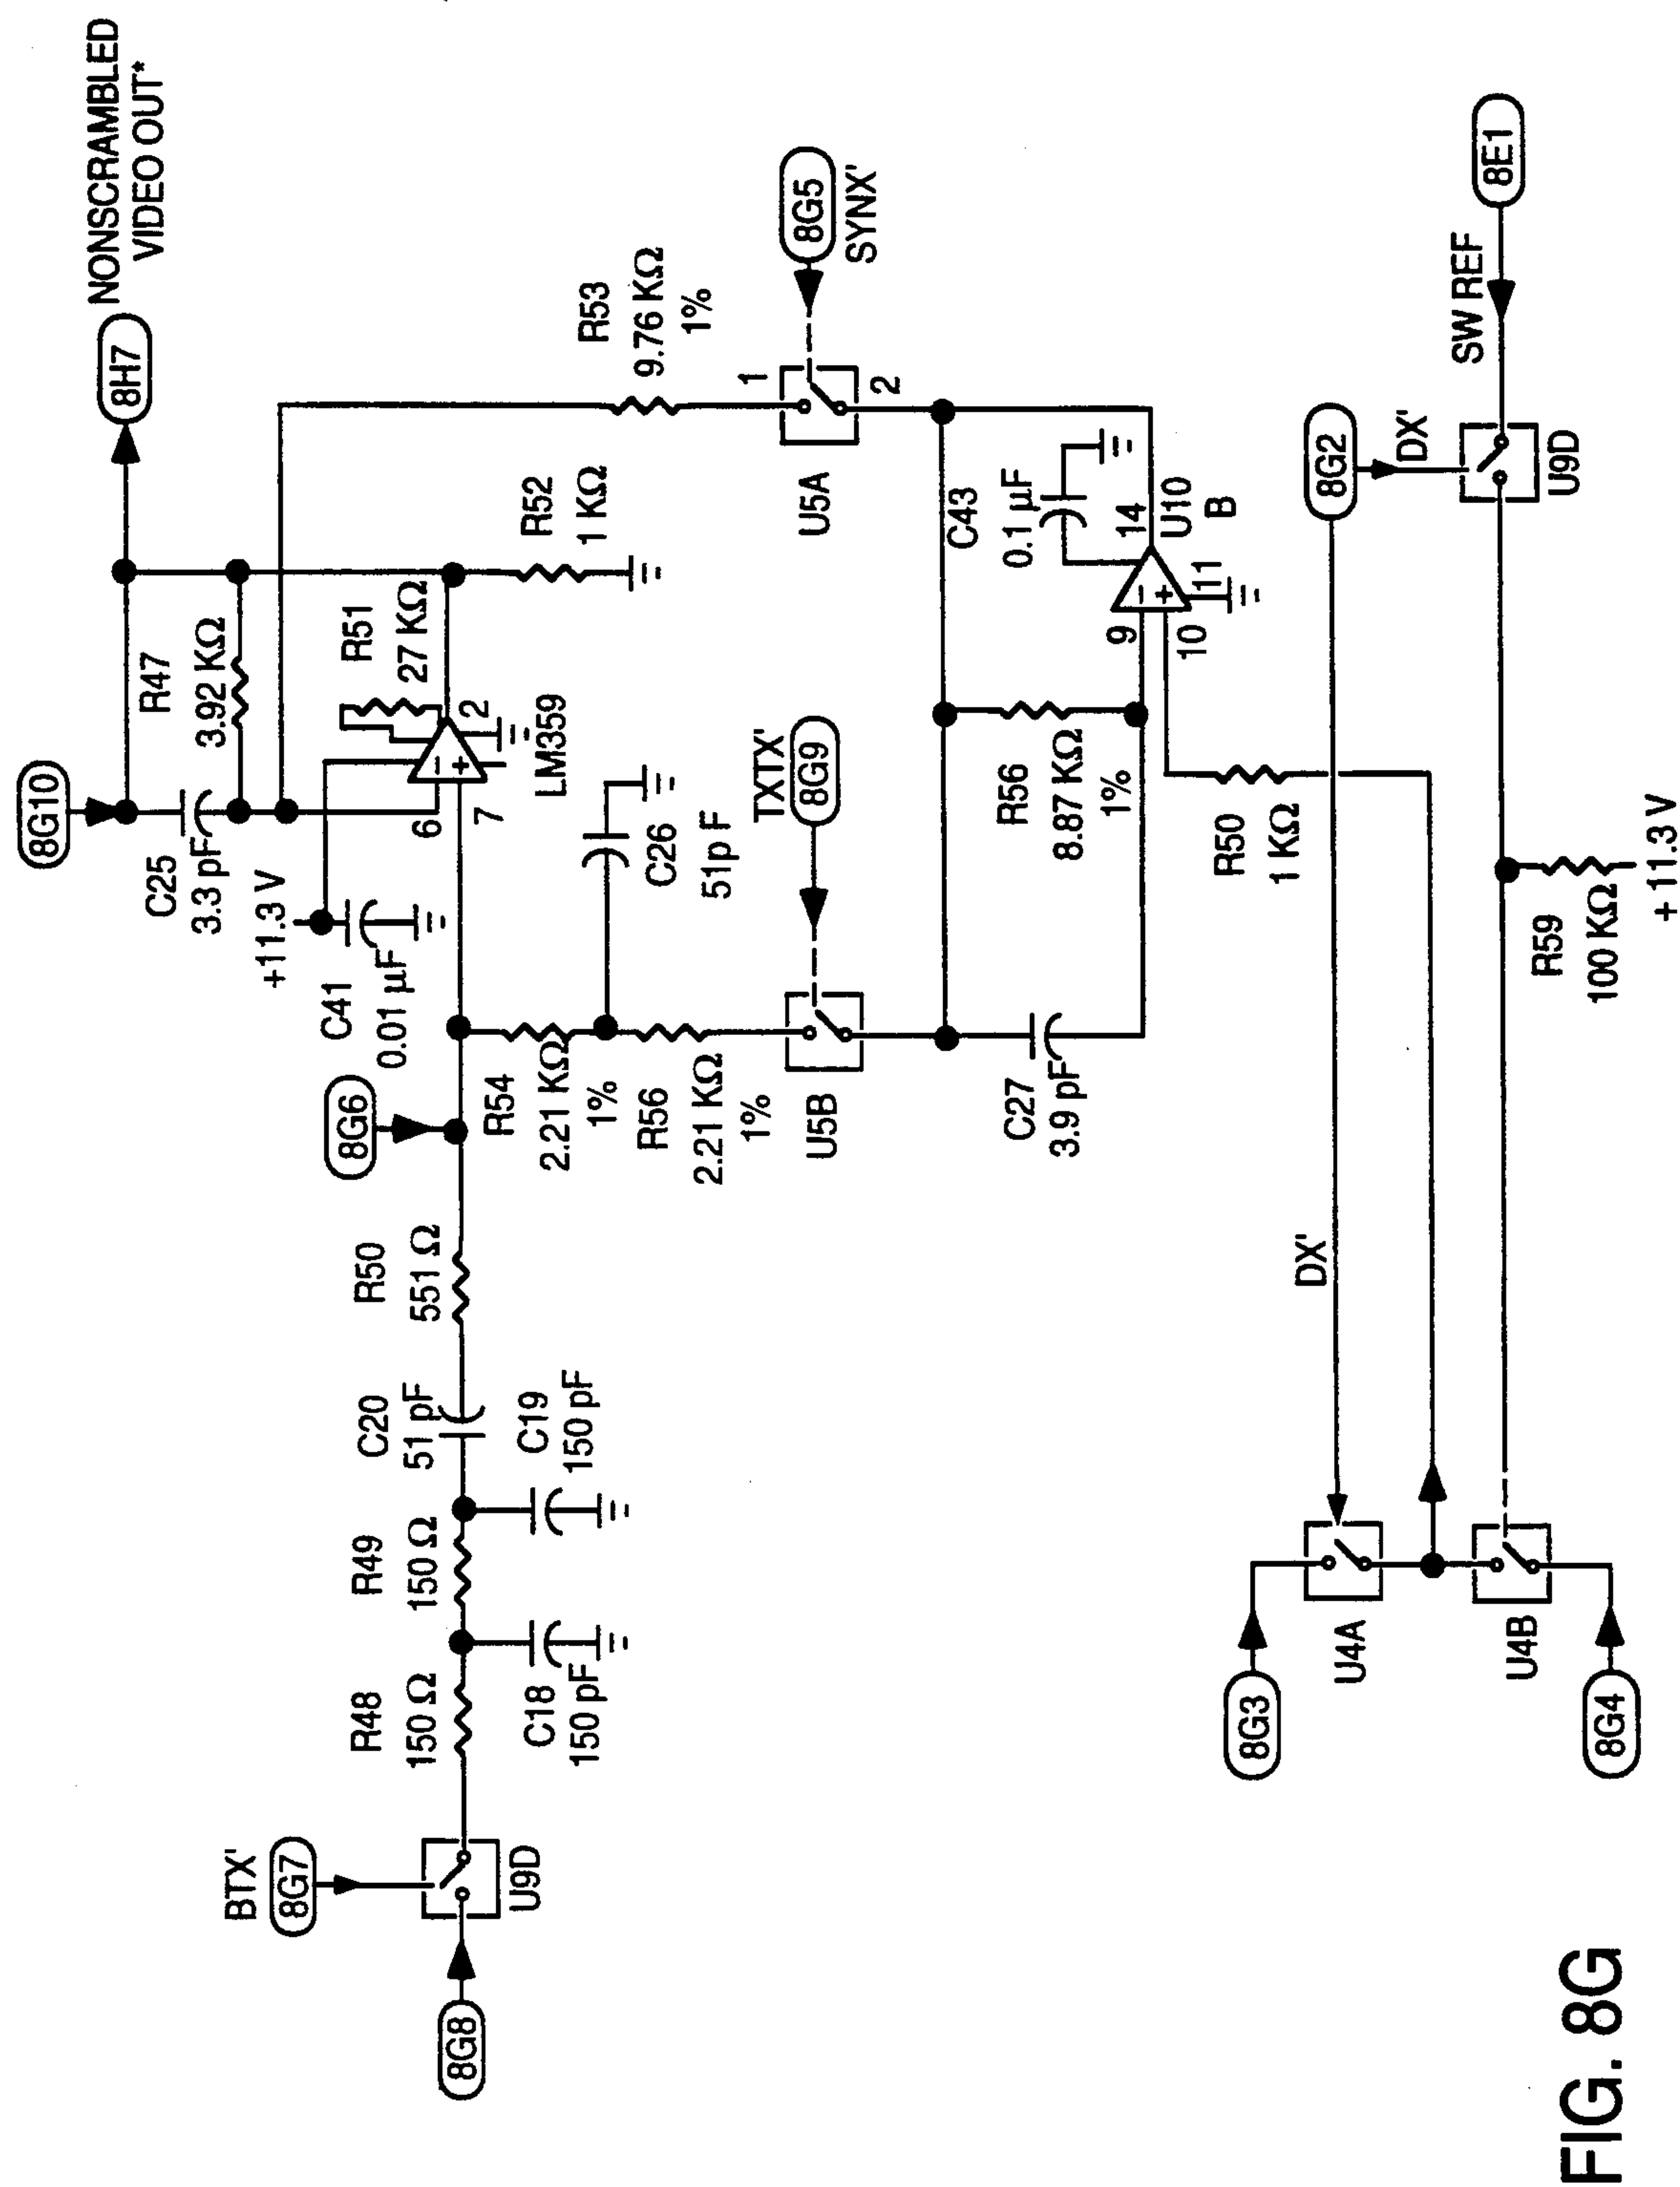 8G10
8H7
NONSCRAMBLED
VIDEO OUT*
C25
3.3 pF
R47
3.92 KΩ
+11.3 V
C41
0.01 µF
R51
27 KΩ
6
7
−
+
2
LM359
R52
1 KΩ
R53
9.76 KΩ
1%
BTX'
8G7
8G8
U9D
R48
150 Ω
C18
150 pF
R49
150 Ω
C19
150 pF
C20
51 pF
R50
551 Ω
8G6
R54
2.21 KΩ
1%
C26
51p F
R56
2.21 KΩ
1%
TXTX'
8G9
U5B
U5A
1
2
8G5
SYNX'
C27
3.9 pF
R56
8.87 KΩ
1%
C43
0.1 µF
9
10
−
+
14
11
U10
B
R50
1 KΩ
8G3
U4A
DX'
8G2
DX'
SW REF
8E1
U9D
8G4
U4B
R59
100 KΩ
+ 11.3 V
FIG. 8G